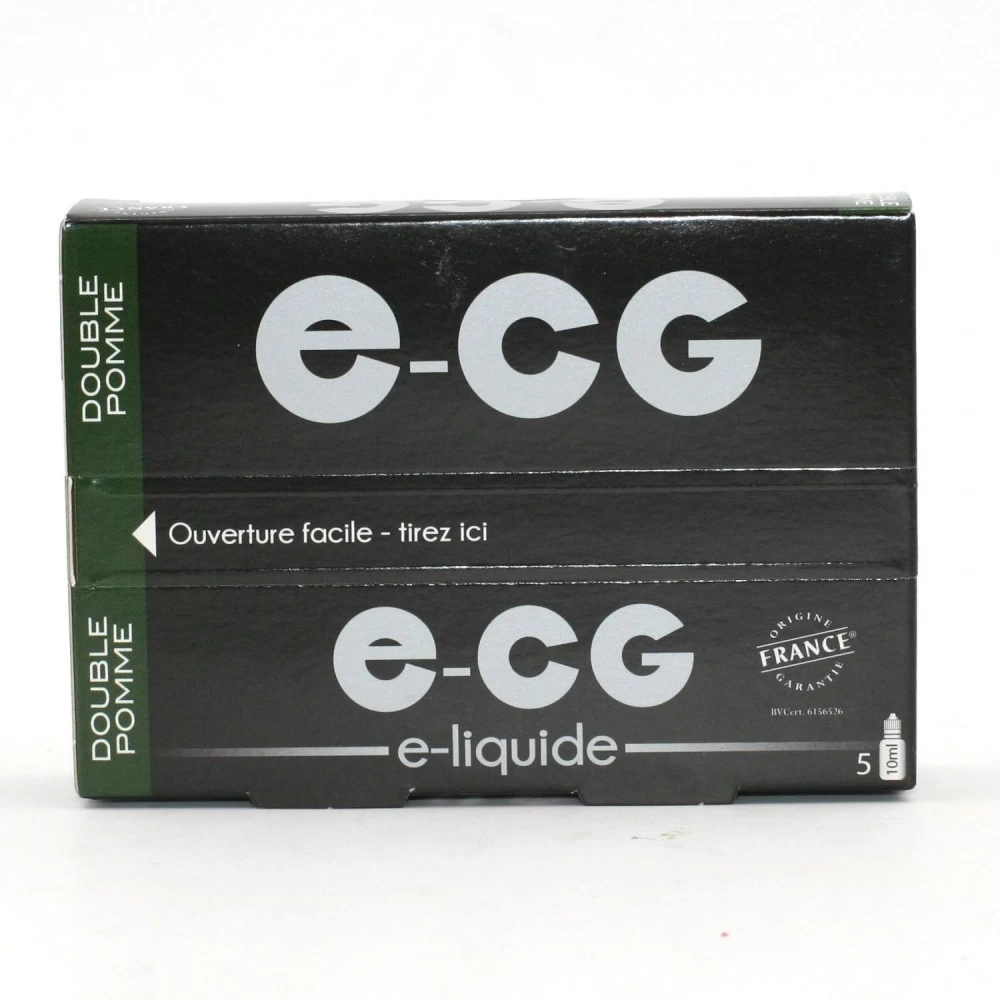 e-CG
DOUBLE
POMME
Ouverture facile - tirez ici
DOUBLE
POMME
e-CG
e-liquide
ORIGINE
FRANCE®
GARANTIE
BVCert. 6156526
5
10ml